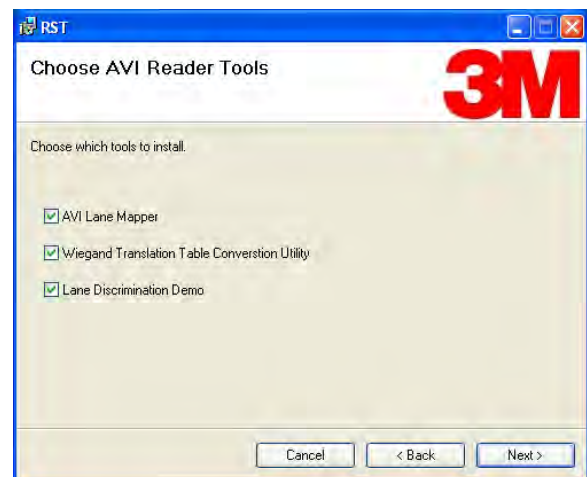 RST
Choose AVI Reader Tools
3M
Choose which tools to install.
AVI Lane Mapper
Wiegand Translation Table Converstion Utility
Lane Discrimination Demo
Cancel
< Back
Next >